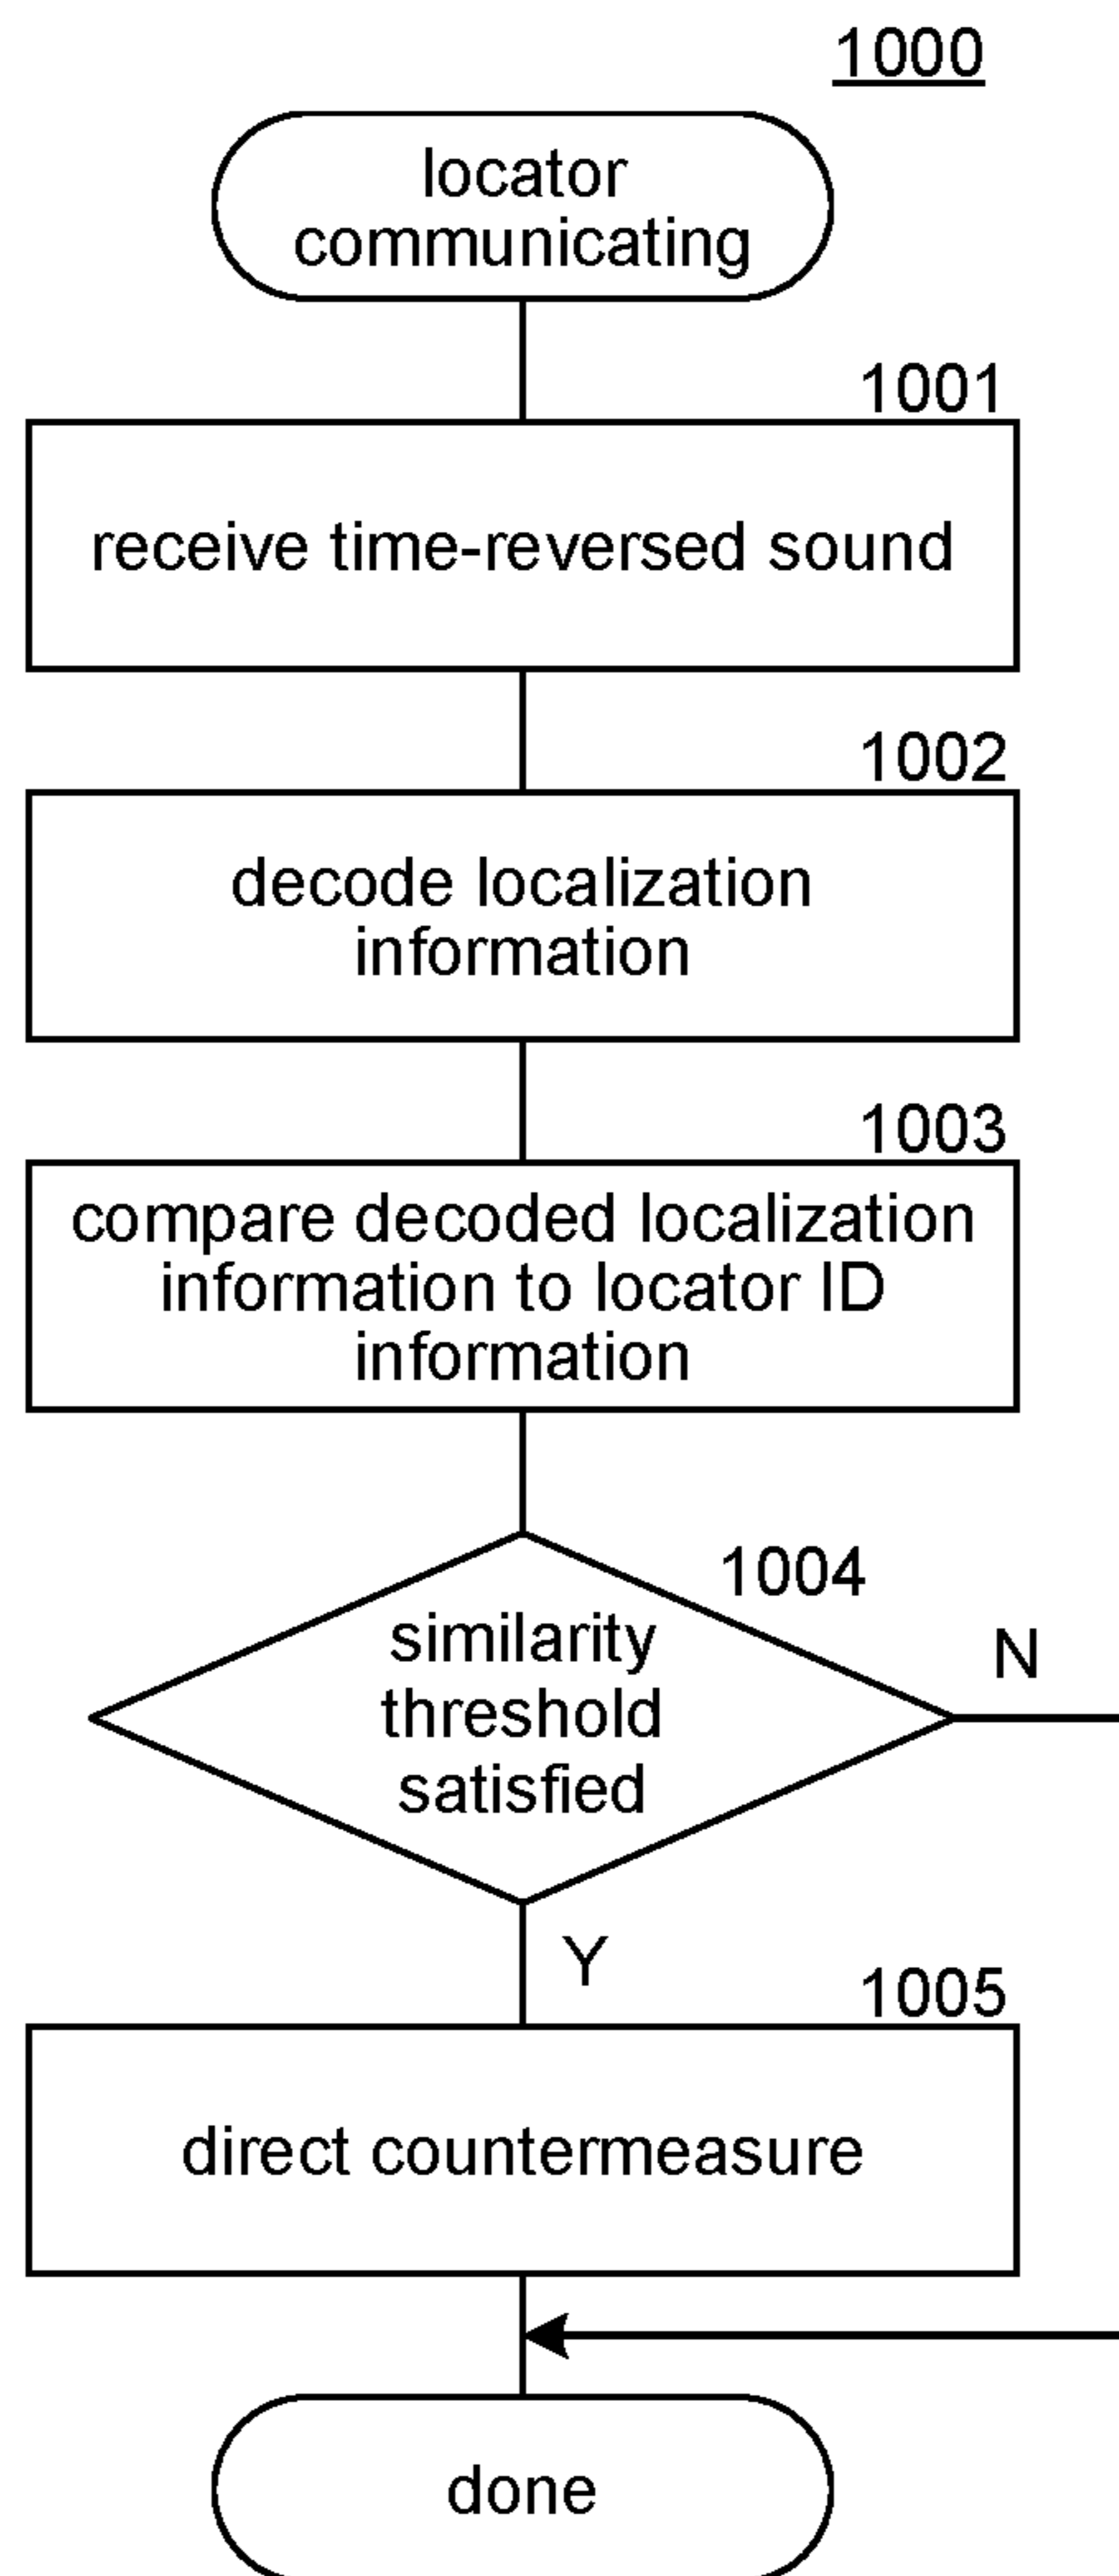 1000
locator
communicating
1001
receive time-reversed sound
1002
decode localization
information
1003
compare decoded localization
information to locator ID
information
1004
similarity
threshold
satisfied
N
Y
1005
direct countermeasure
done